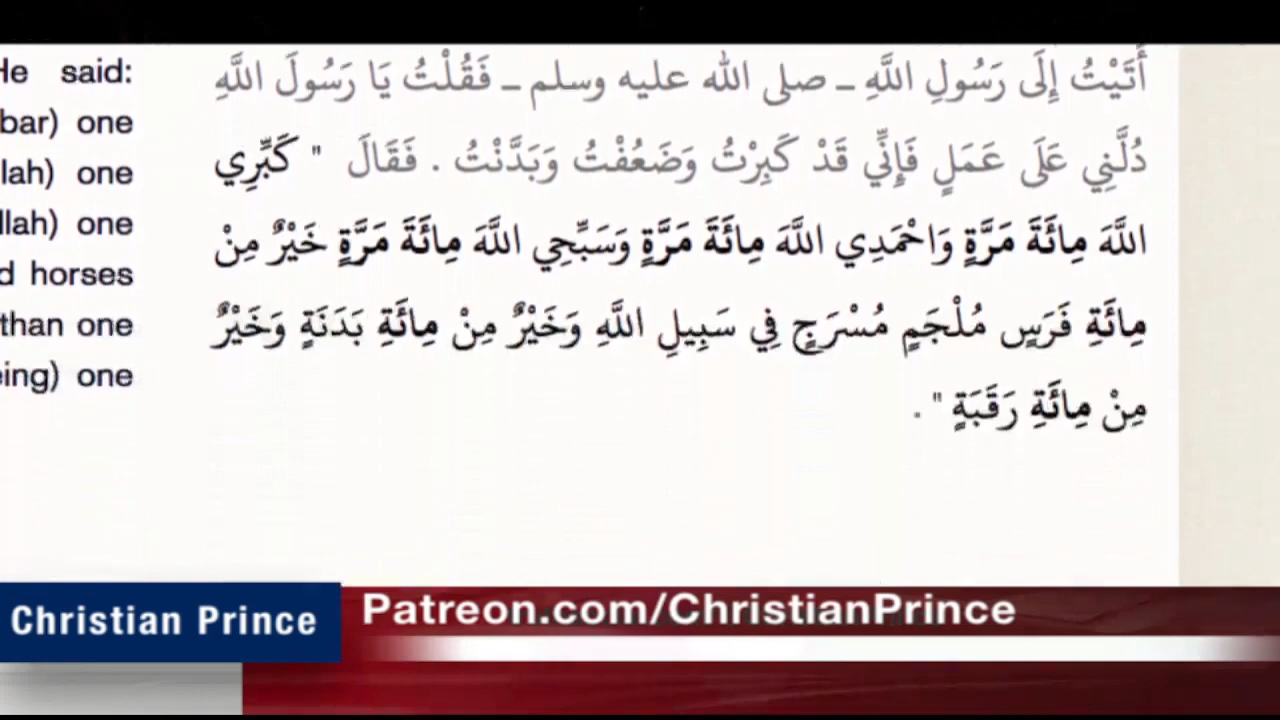 He said:
bar) one
lah) one
llah) one
d horses
than one
eing) one
أَتَيْتُ إِلَى رَسُولِ اللَّهِ ـ صلى الله عليه وسلم ـ فَقُلْتُ يَا رَسُولَ اللَّهِ
دُلَّنِي عَلَى عَمَلٍ فَإِنِّي قَدْ كَبِرْتُ وَضَعُفْتُ وَبَدَّنْتُ . فَقَالَ " كَبِّرِي
اللَّهَ مِائَةَ مَرَّةٍ وَاحْمَدِي اللَّهَ مِائَةَ مَرَّةٍ وَسَبِّحِي اللَّهَ مِائَةَ مَرَّةٍ خَيْرٌ مِنْ
مِائَةِ فَرَسٍ مُلْجَمٍ مُسْرَجٍ فِي سَبِيلِ اللَّهِ وَخَيْرٌ مِنْ مِائَةِ بَدَنَةٍ وَخَيْرٌ
مِنْ مِائَةِ رَقَبَةٍ " .
Christian Prince
Patreon.com/ChristianPrince